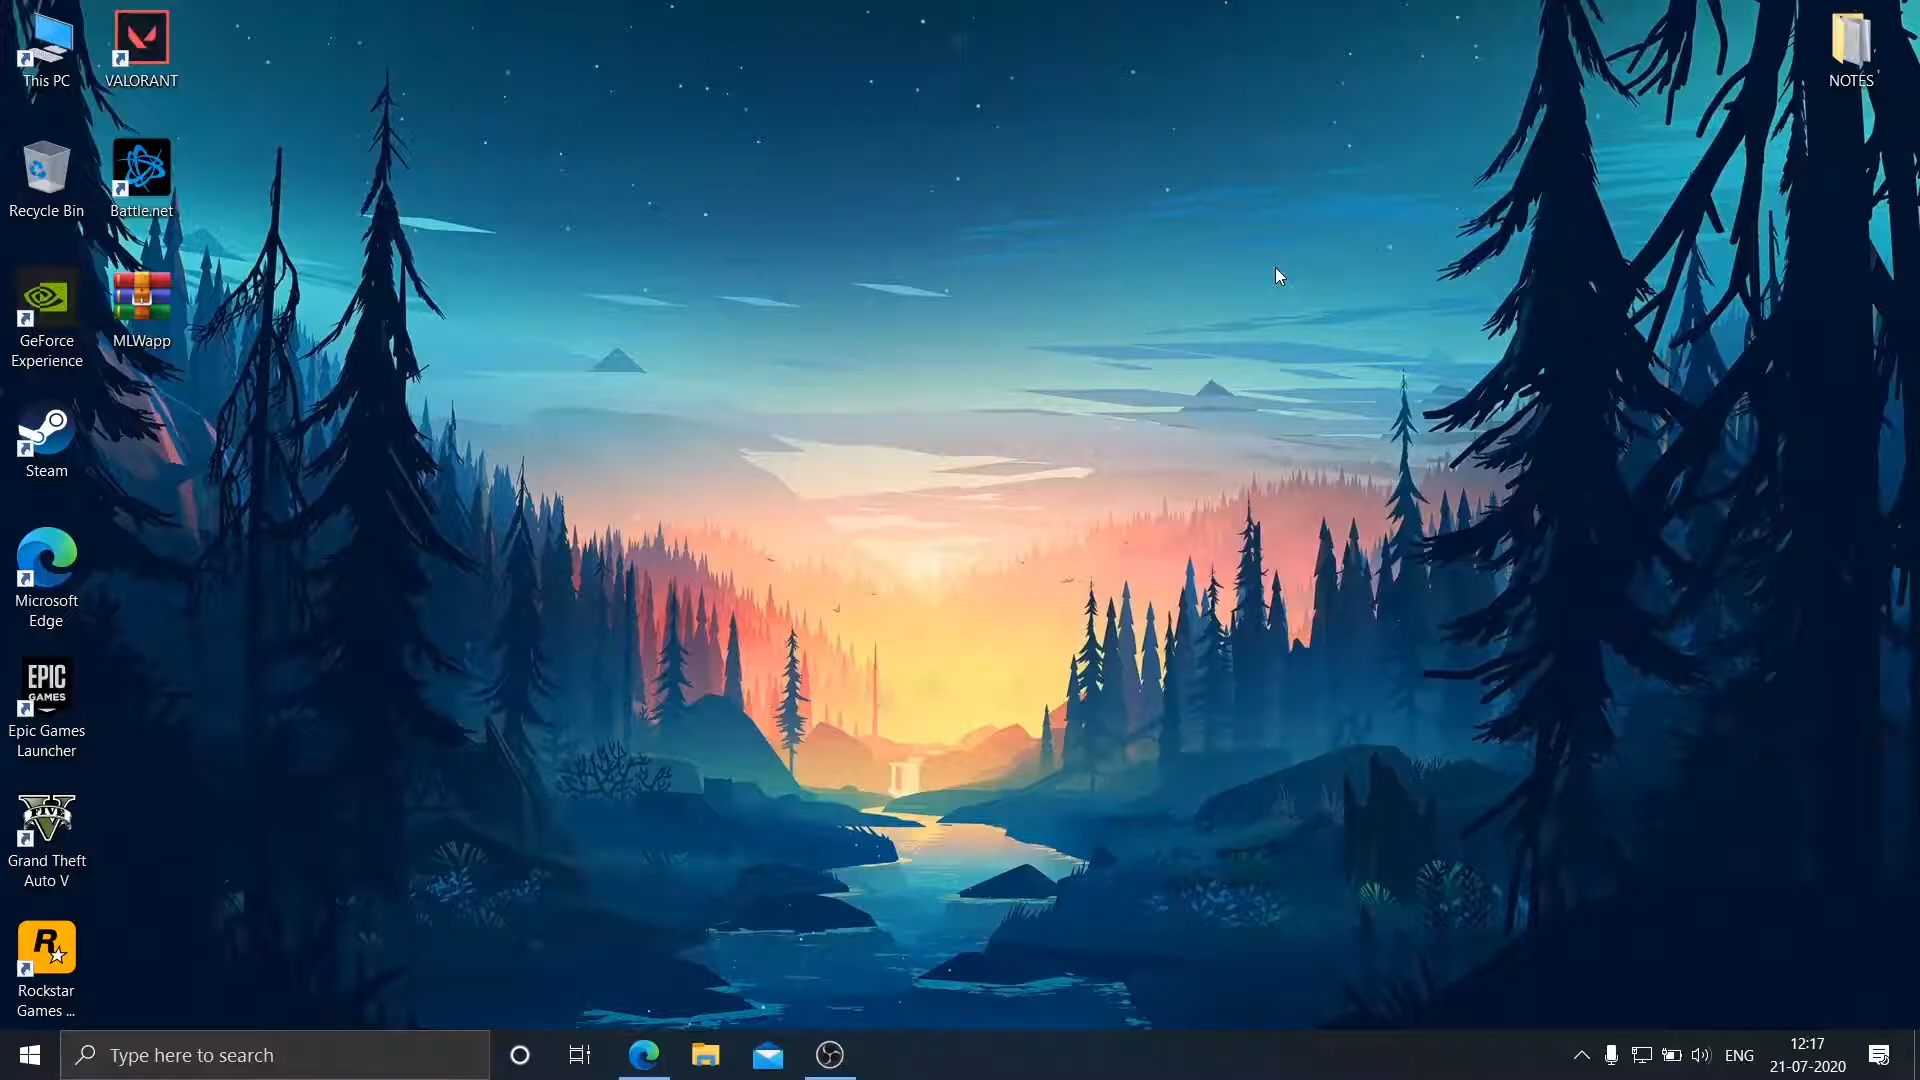 This PC
VALORANT
NOTES
Recycle Bin
Battle.net
GeForce
Experience
MLWapp
Steam
Microsoft
Edge
EPIC
GAMES
Epic Games
Launcher
FIVE
Grand Theft
Auto V
R
Rockstar
Games ...
Type here to search
ENG
12:17
21-07-2020